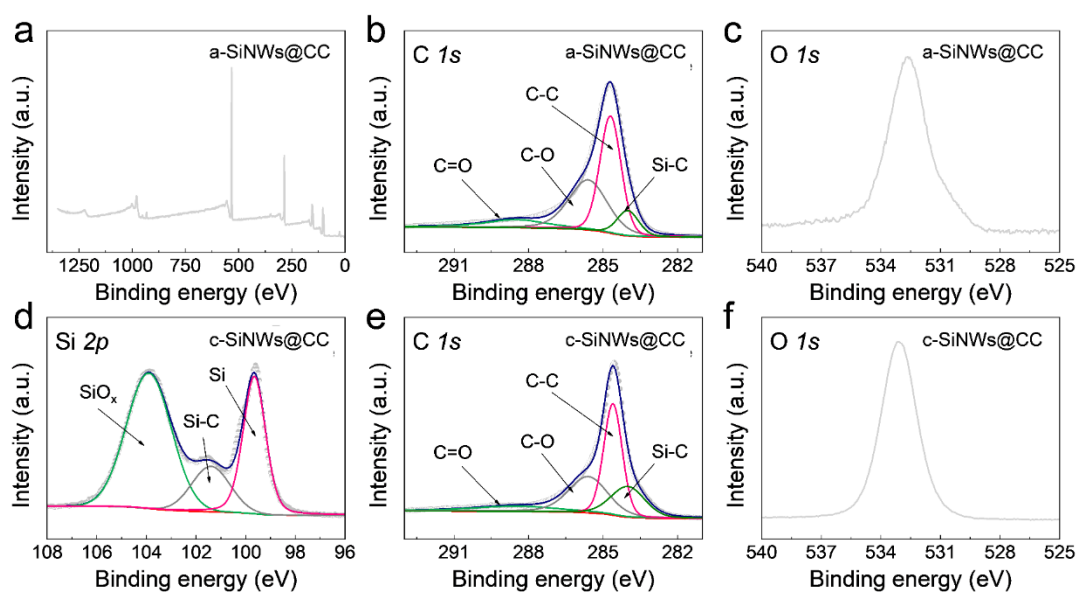 a
a-SiNWs@CC
Intensity (a.u.)
1250 1000 750 500 250 0
Binding energy (eV)
b
C 1s
a-SiNWs@CC
C-C
C-O
C=O
Si-C
Intensity (a.u.)
291 288 285 282
Binding energy (eV)
c
O 1s
a-SiNWs@CC
Intensity (a.u.)
540 537 534 531 528 525
Binding energy (eV)
d
Si 2p
c-SiNWs@CC
SiOₓ
Si-C
Si
Intensity (a.u.)
108 106 104 102 100 98 96
Binding energy (eV)
e
C 1s
c-SiNWs@CC
C-C
C-O
C=O
Si-C
Intensity (a.u.)
291 288 285 282
Binding energy (eV)
f
O 1s
c-SiNWs@CC
Intensity (a.u.)
540 537 534 531 528 525
Binding energy (eV)